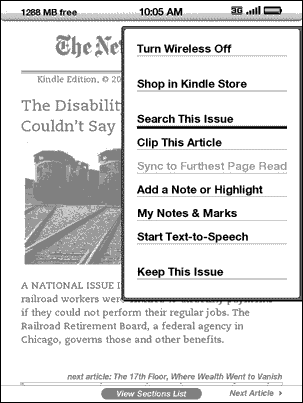 1288 MB free 10:05 AM 3G
The Ne
Kindle Edition, © 20
The Disability
Couldn't Say
Turn Wireless Off
Shop in Kindle Store
Search This Issue
Clip This Article
Sync to Furthest Page Read
Add a Note or Highlight
My Notes & Marks
Start Text-to-Speech
Keep This Issue
A NATIONAL ISSUE
railroad workers were
if they could not perform their regular jobs. The
Railroad Retirement Board, a federal agency in
Chicago, governs those and other benefits.
next article: The 17th Floor, Where Wealth Went to Vanish
View Sections List Next Article